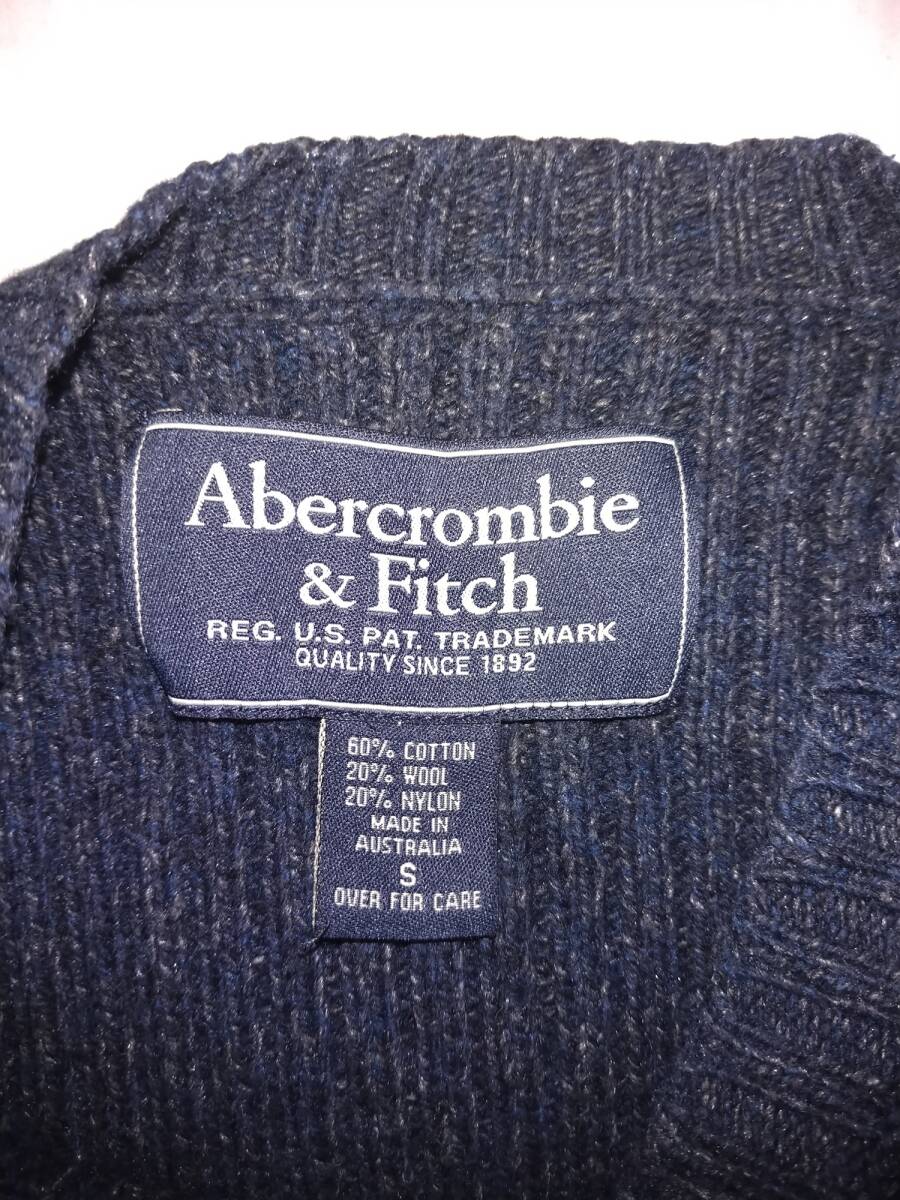 Abercrombie
& Fitch
REG. U.S. PAT. TRADEMARK
QUALITY SINCE 1892
60% COTTON
20% WOOL
20% NYLON
MADE IN
AUSTRALIA
S
OVER FOR CARE